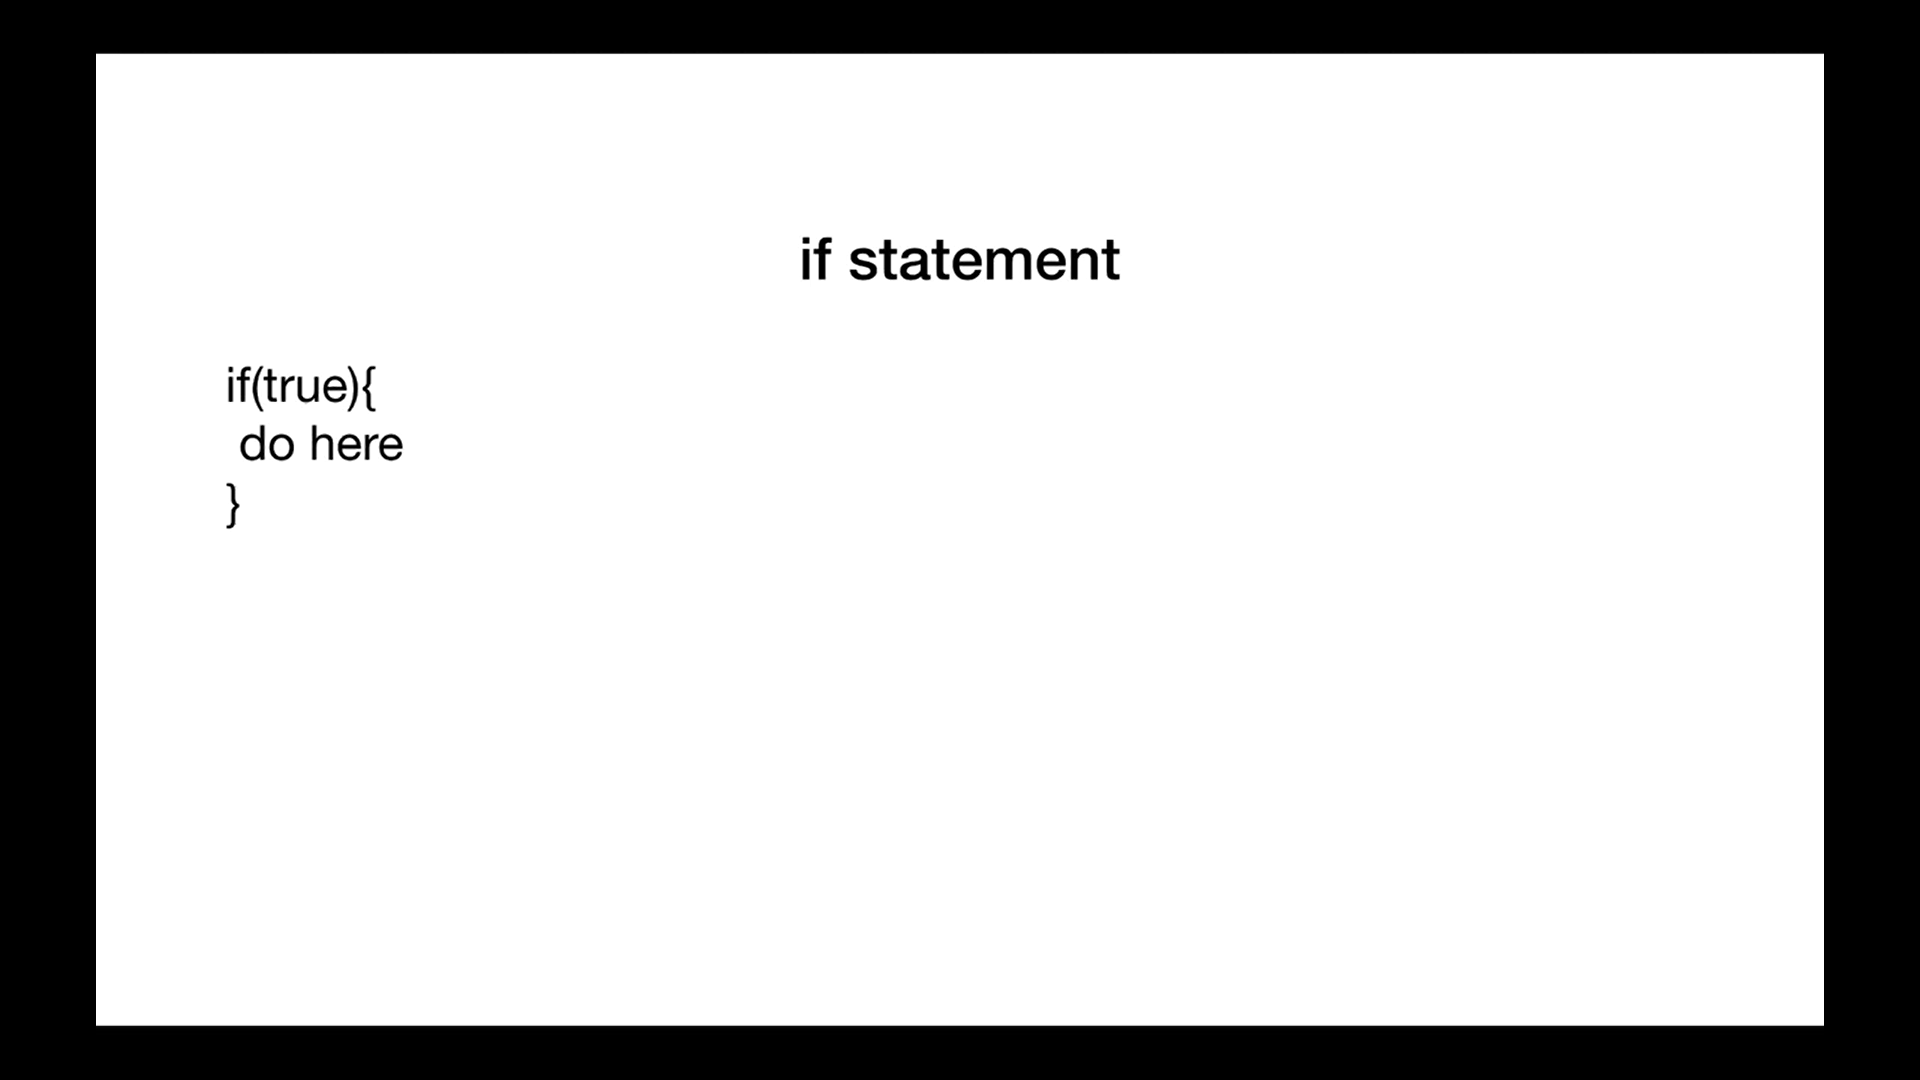 if statement
if(true){
do here
}